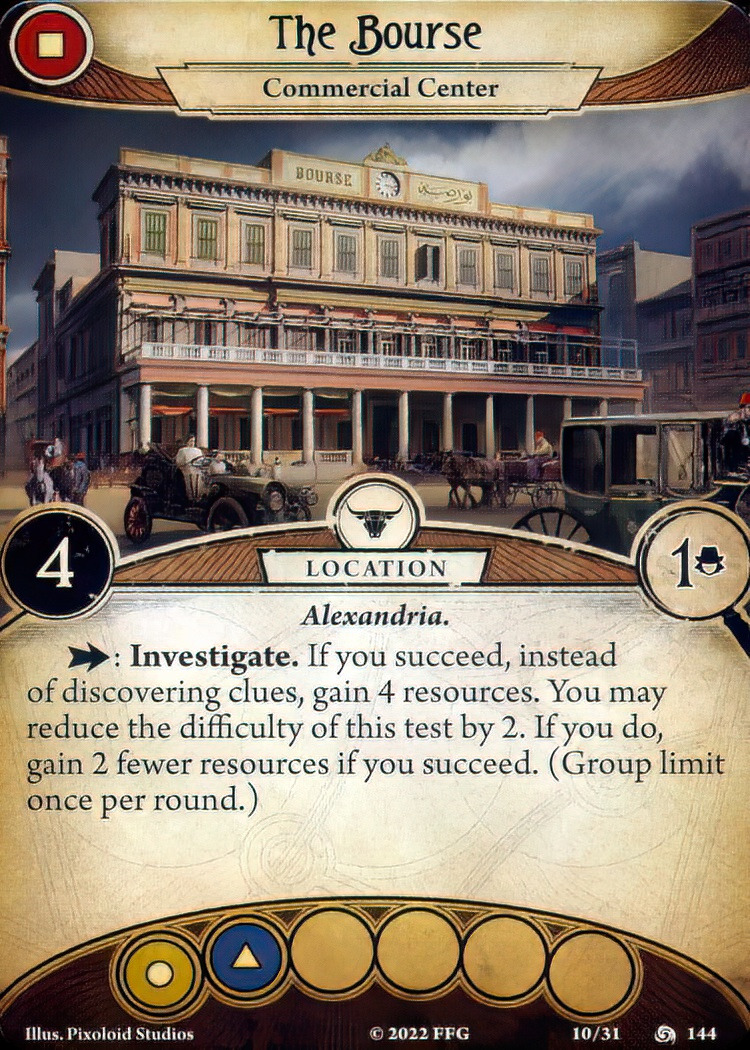 The Bourse
Commercial Center
BOURSE
4
LOCATION
1
Alexandria.
: Investigate. If you succeed, instead
of discovering clues, gain 4 resources. You may
reduce the difficulty of this test by 2. If you do,
gain 2 fewer resources if you succeed. (Group limit
once per round.)
Illus. Pixoloid Studios
© 2022 FFG
10/31
144